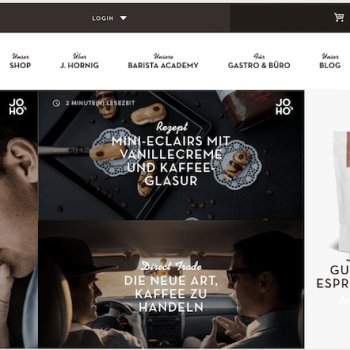 LOGIN
Unser
SHOP
Über
J. HORNIG
Unsere
BARISTA ACADEMY
Für
GASTRO & BÜRO
Unser
BLOG
JO
HO'S
2 MINUTE(N) LESEZEIT
JO
HO'S
Rezept
MINI-ECLAIRS MIT
VANILLECREME
UND KAFFEE-
GLASUR
Direct Trade
DIE NEUE ART,
KAFFEE ZU
HANDELN
J
GU
ESPR